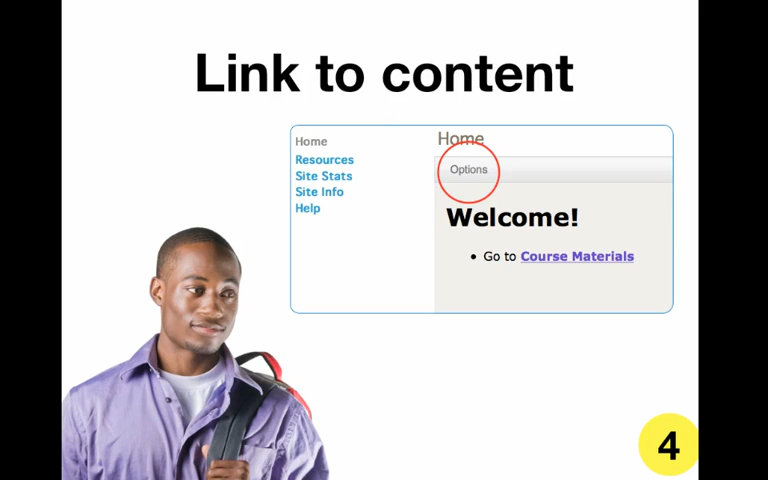 Link to content
Home
Resources
Site Stats
Site Info
Help
Home
Options
Welcome!
• Go to Course Materials
4